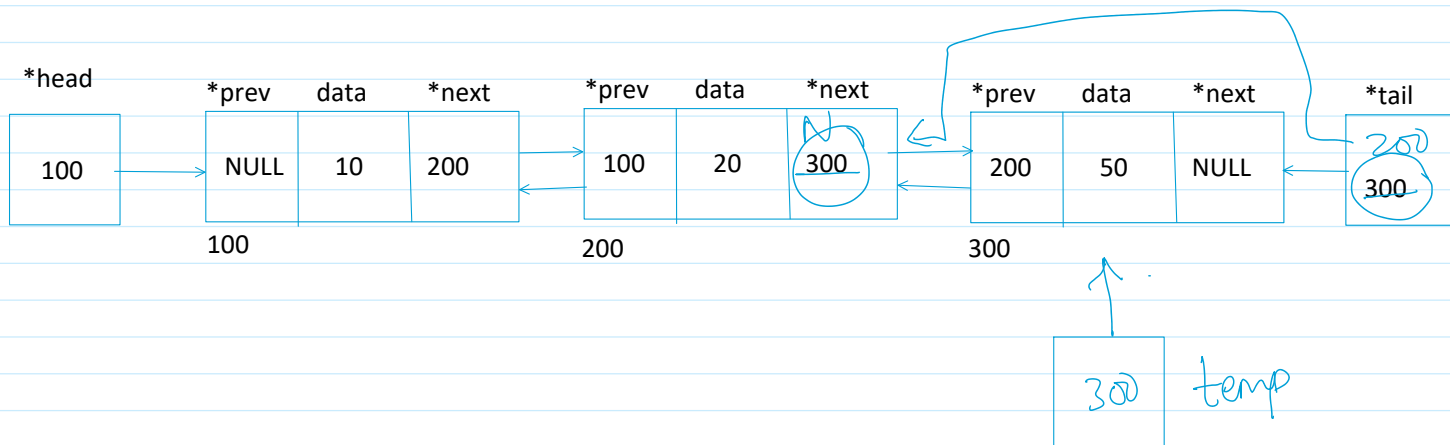 *head
*prev data *next
*prev data *next
*prev data *next
*tail
100
NULL 10 200
100 20 N 300
200 50 NULL
200
300
100
200
300
300 temp